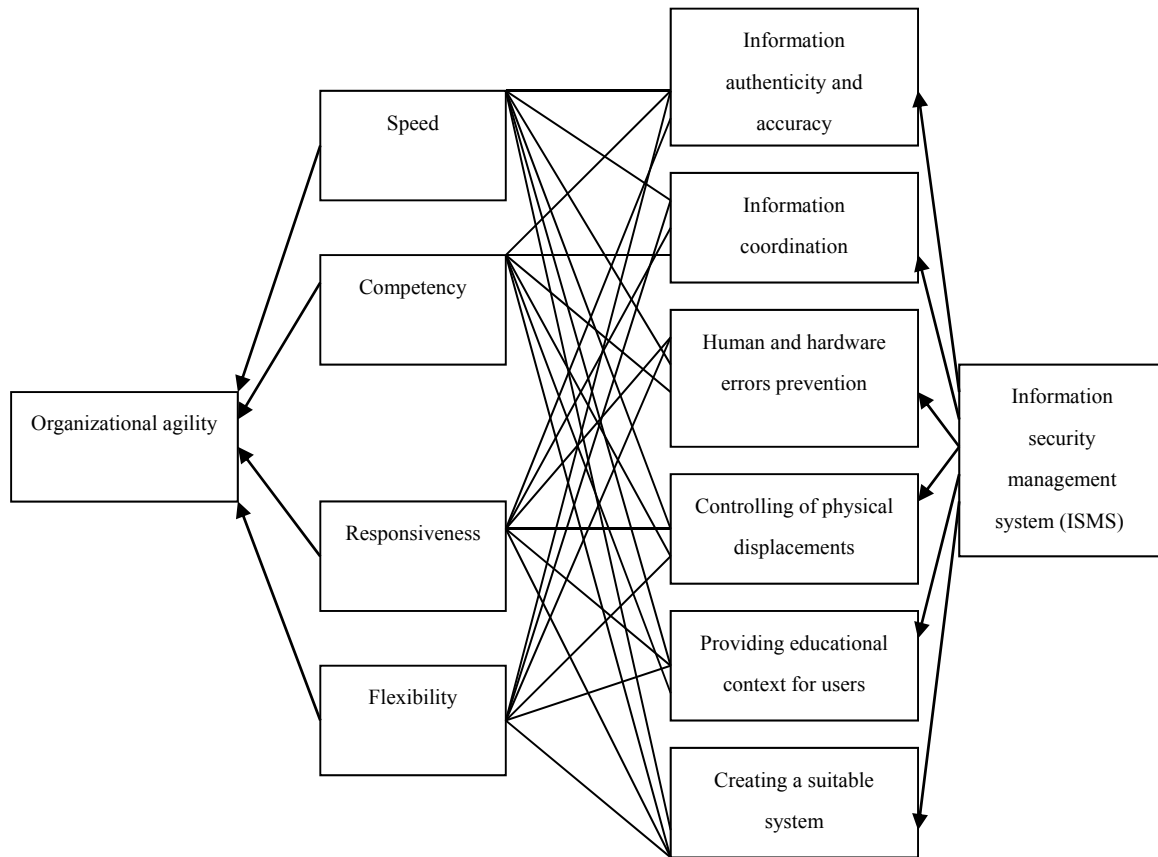 Information
authenticity and
accuracy
Speed
Information
coordination
Competency
Human and hardware
errors prevention
Information
security
management
system (ISMS)
Organizational agility
Controlling of physical
displacements
Responsiveness
Providing educational
context for users
Flexibility
Creating a suitable
system